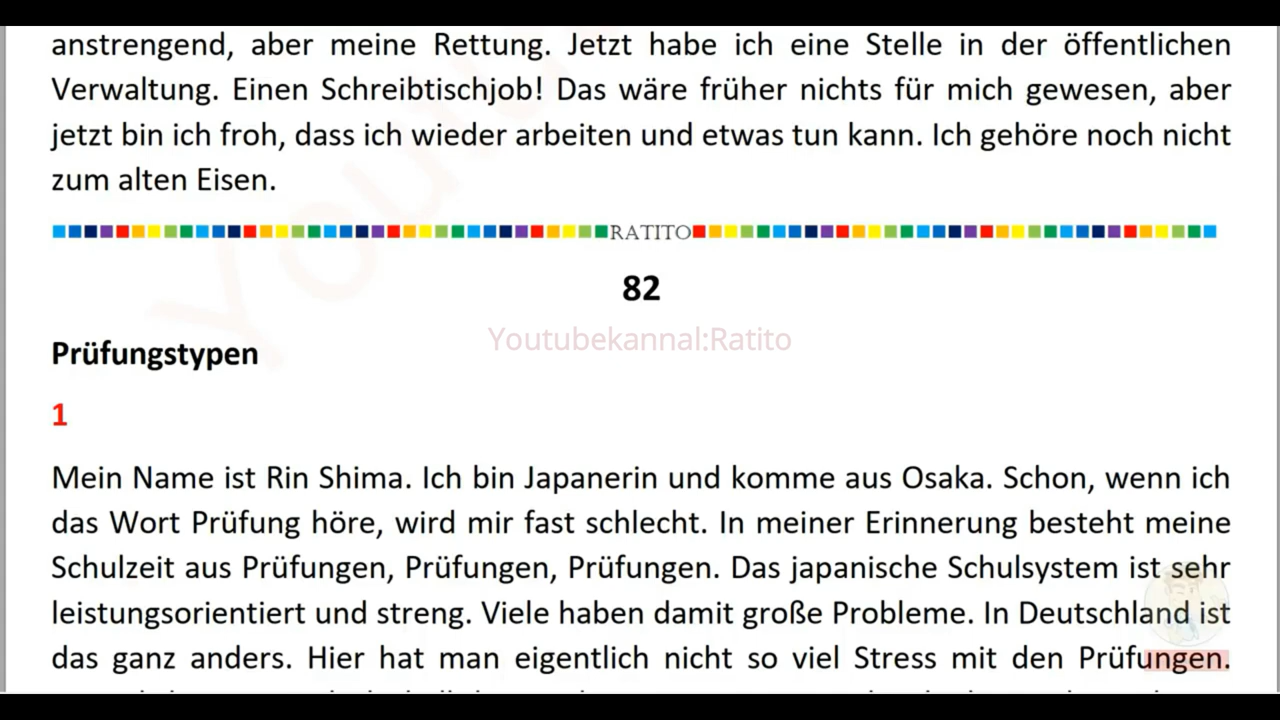 anstrengend, aber meine Rettung. Jetzt habe ich eine Stelle in der öffentlichen
Verwaltung. Einen Schreibtischjob! Das wäre früher nichts für mich gewesen, aber
jetzt bin ich froh, dass ich wieder arbeiten und etwas tun kann. Ich gehöre noch nicht
zum alten Eisen.
RATITO
82
Youtubekannal:Ratito
Prüfungstypen
1
Mein Name ist Rin Shima. Ich bin Japanerin und komme aus Osaka. Schon, wenn ich
das Wort Prüfung höre, wird mir fast schlecht. In meiner Erinnerung besteht meine
Schulzeit aus Prüfungen, Prüfungen, Prüfungen. Das japanische Schulsystem ist sehr
leistungsorientiert und streng. Viele haben damit große Probleme. In Deutschland ist
das ganz anders. Hier hat man eigentlich nicht so viel Stress mit den Prüfungen.